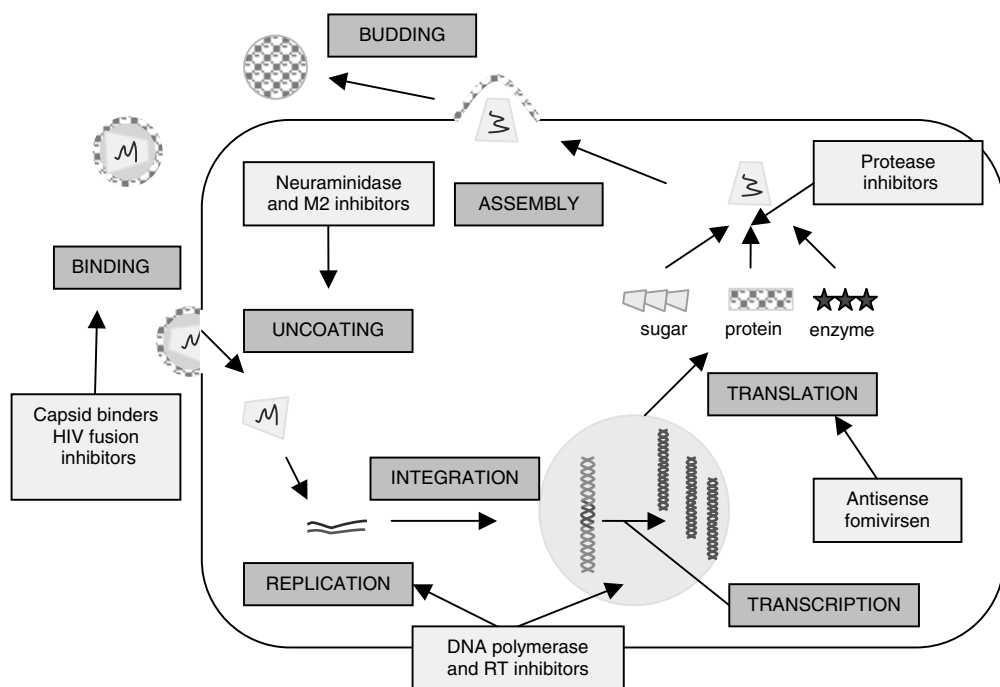 BUDDING
Neuraminidase
and M2 inhibitors
ASSEMBLY
Protease
inhibitors
BINDING
UNCOATING
sugar
protein
enzyme
Capsid binders
HIV fusion
inhibitors
TRANSLATION
INTEGRATION
Antisense
fomivirsen
REPLICATION
TRANSCRIPTION
DNA polymerase
and RT inhibitors